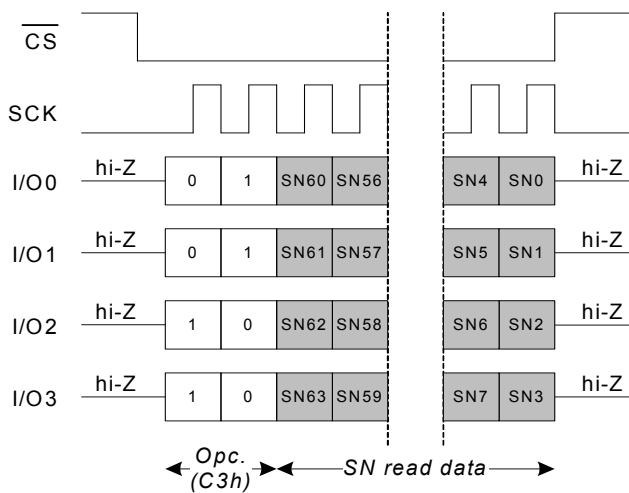 CS
SCK
I/O0 hi-Z 0 1 SN60 SN56 SN4 SN0 hi-Z
I/O1 hi-Z 0 1 SN61 SN57 SN5 SN1 hi-Z
I/O2 hi-Z 1 0 SN62 SN58 SN6 SN2 hi-Z
I/O3 hi-Z 1 0 SN63 SN59 SN7 SN3 hi-Z
Opc.
(C3h)
SN read data